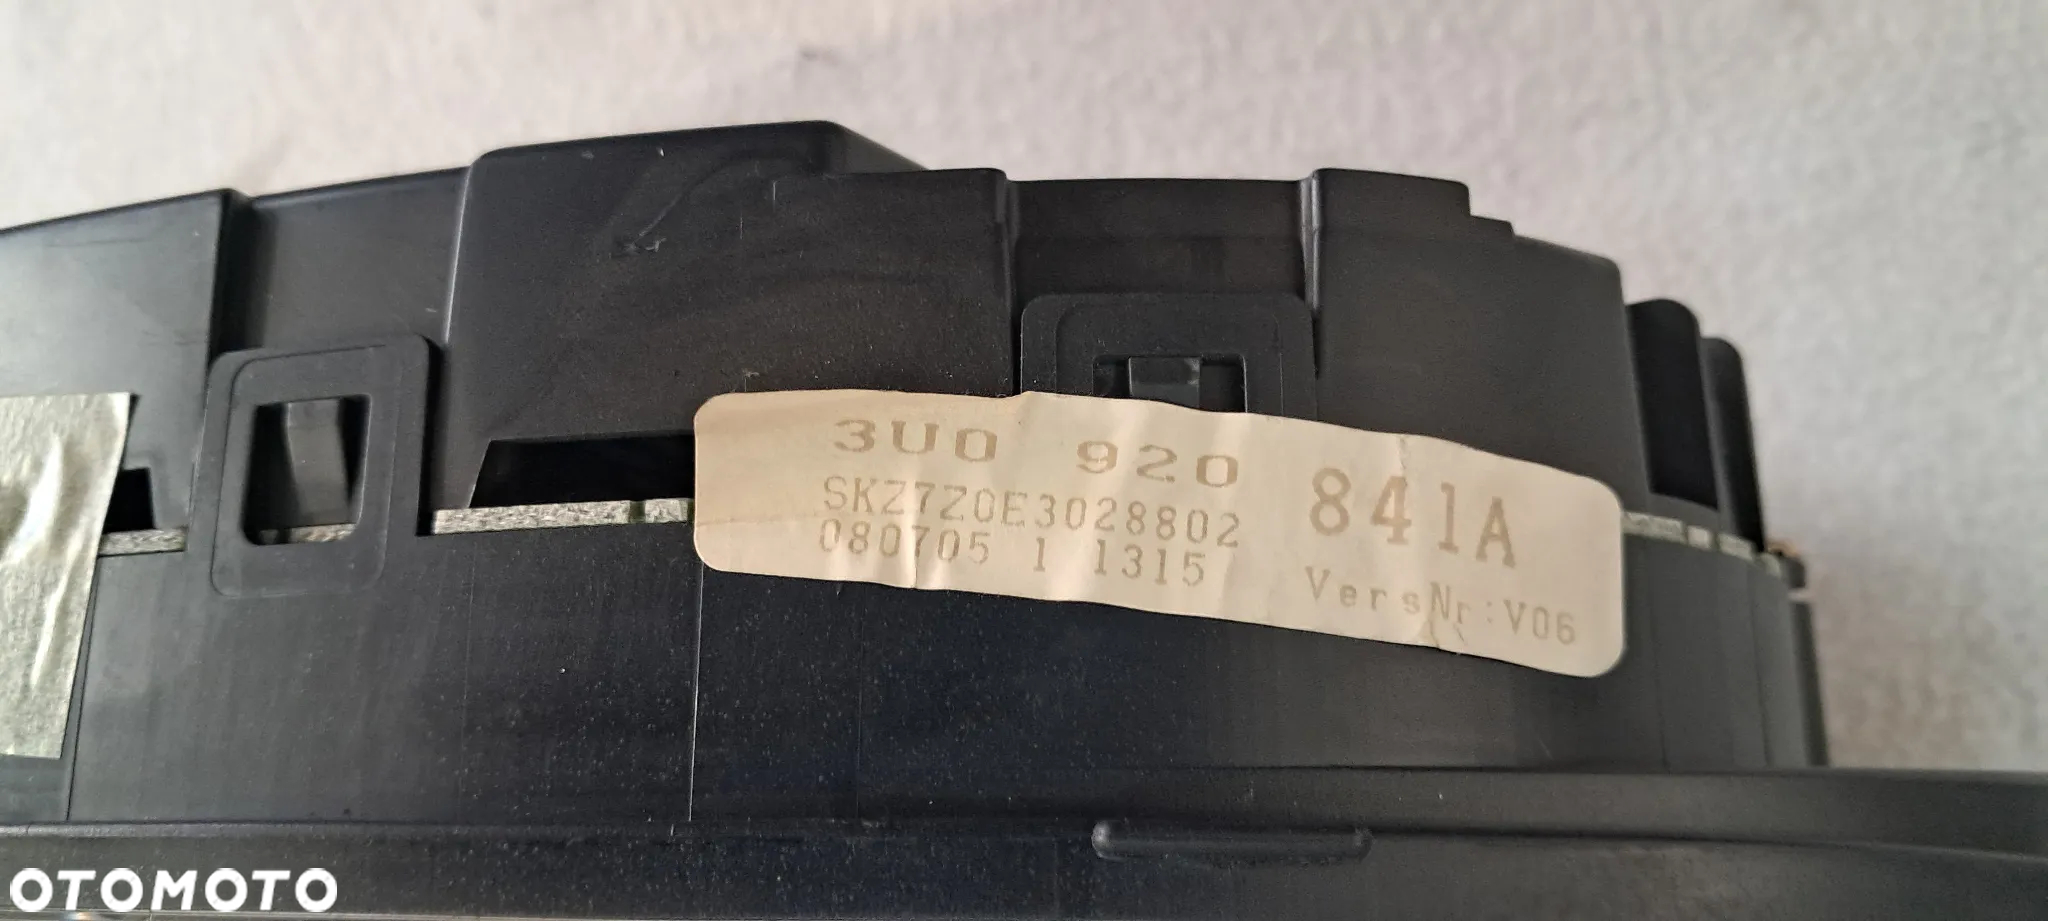 3U0 920 841A
SKZ7Z0E3028802
080705 1 1315
VersNr:V06
OTOMOTO